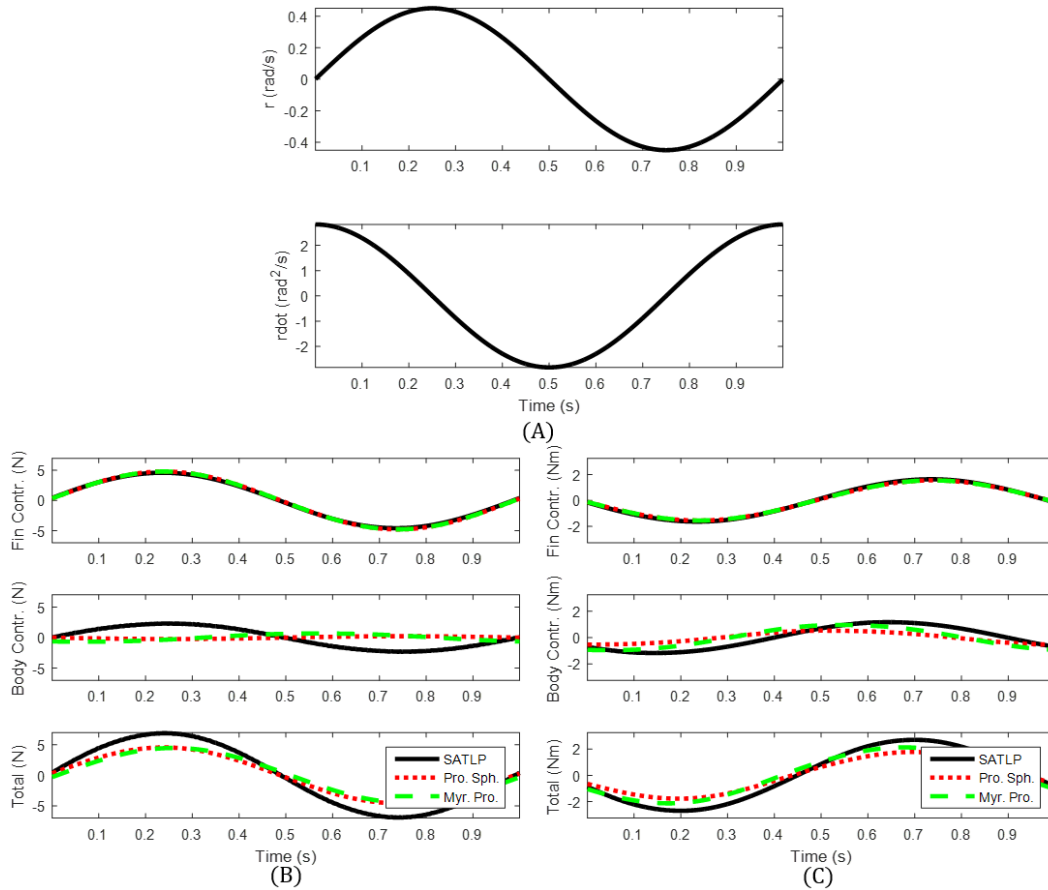 r (rad/s)
0.4
0.2
0
-0.2
-0.4
0.1 0.2 0.3 0.4 0.5 0.6 0.7 0.8 0.9
rdot (rad²/s)
2
1
0
-1
-2
0.1 0.2 0.3 0.4 0.5 0.6 0.7 0.8 0.9
Time (s)
(A)
Fin Contr. (N)
5
0
-5
0.1 0.2 0.3 0.4 0.5 0.6 0.7 0.8 0.9
Body Contr. (N)
5
0
-5
0.1 0.2 0.3 0.4 0.5 0.6 0.7 0.8 0.9
Total (N)
5
0
-5
SATLP
Pro. Sph.
Myr. Pro.
0.1 0.2 0.3 0.4 0.5 0.6 0.7 0.8 0.9
Time (s)
(B)
Fin Contr. (Nm)
2
0
-2
0.1 0.2 0.3 0.4 0.5 0.6 0.7 0.8 0.9
Body Contr. (Nm)
2
0
-2
0.1 0.2 0.3 0.4 0.5 0.6 0.7 0.8 0.9
Total (Nm)
2
0
-2
SATLP
Pro. Sph.
Myr. Pro.
0.1 0.2 0.3 0.4 0.5 0.6 0.7 0.8 0.9
Time (s)
(C)